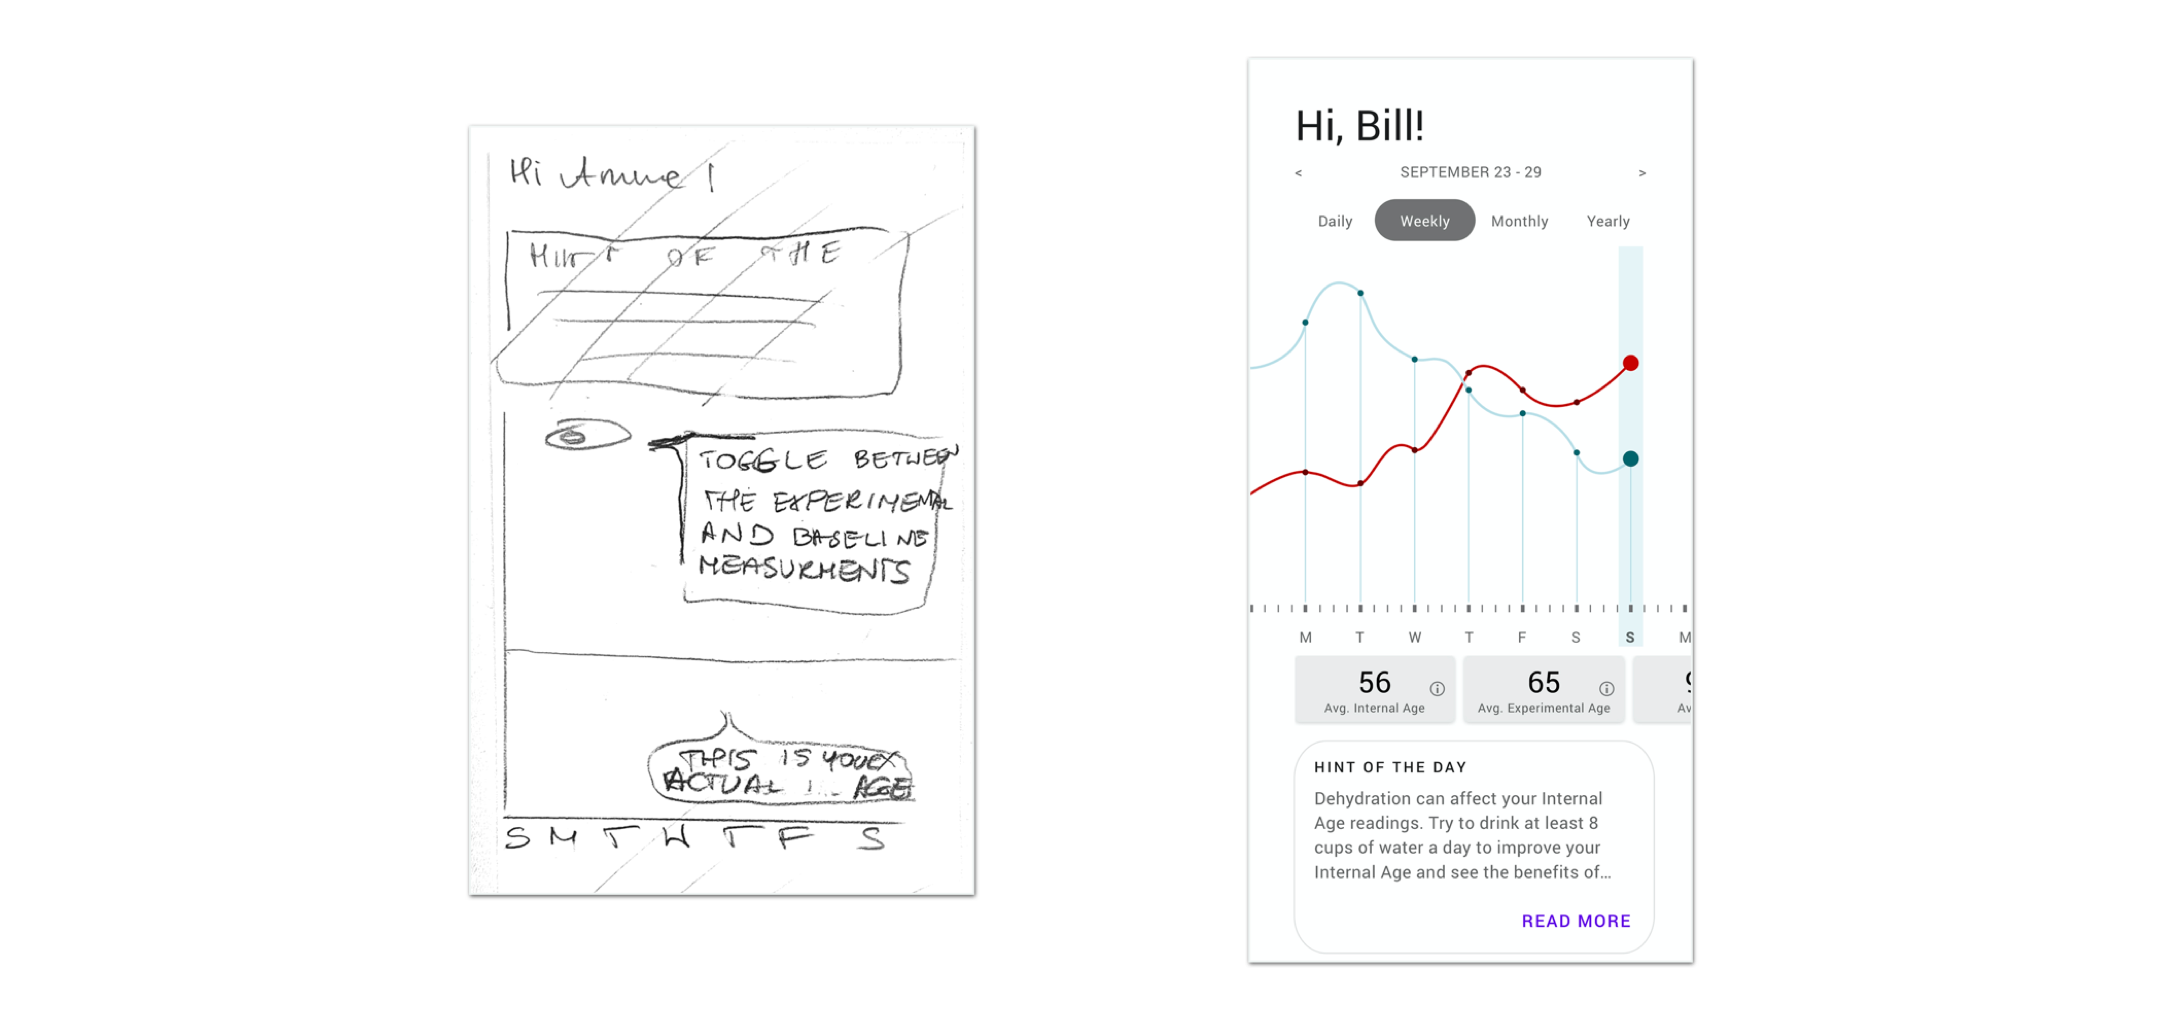 Hi Anne !
HINT OF THE
TOGGLE BETWEEN
THE EXPERIMENAL
AND BASELINE
MEASURMENTS
THIS IS YOUR
ACTUAL AGE
S M T W T F S
Hi, Bill!
< SEPTEMBER 23 - 29 >
Daily Weekly Monthly Yearly
M T W T F S S M
56 65
Avg. Internal Age Avg. Experimental Age Av
HINT OF THE DAY
Dehydration can affect your Internal
Age readings. Try to drink at least 8
cups of water a day to improve your
Internal Age and see the benefits of...
READ MORE